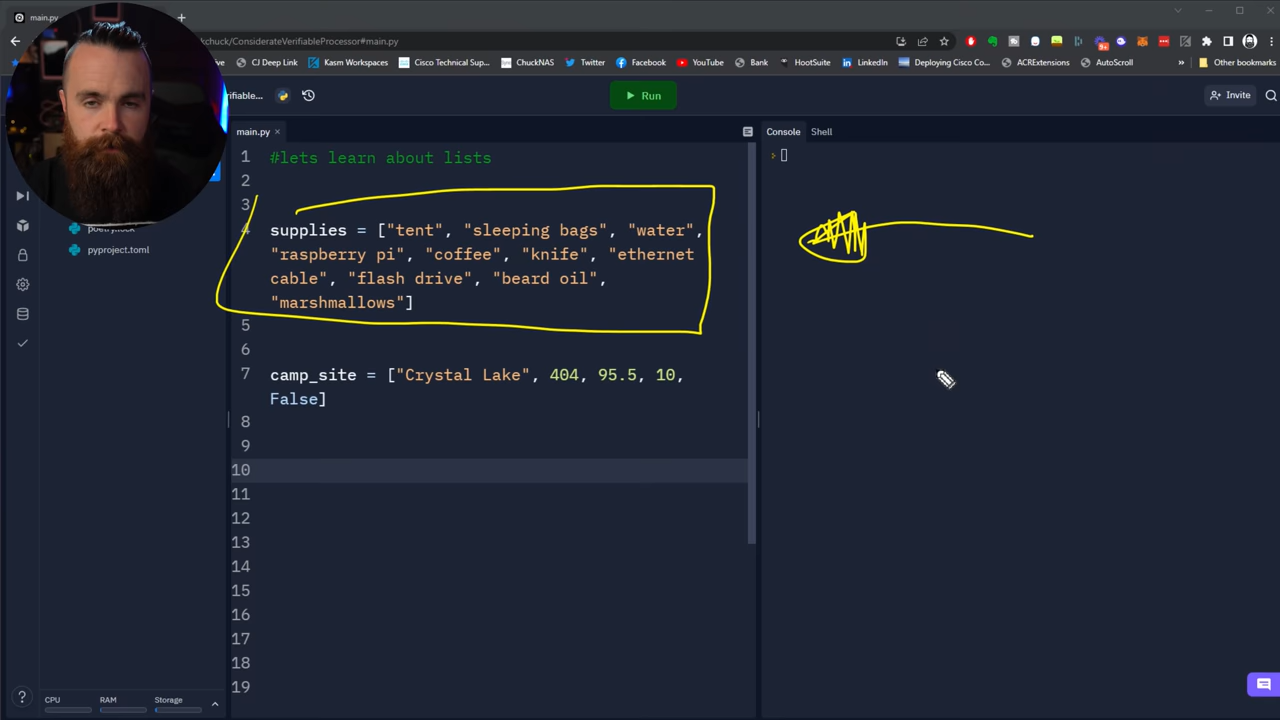 main.py
kchuck/ConsiderateVerifiableProcessor#main.py
CJ Deep Link Kasm Workspaces Cisco Technical Sup... ChuckNAS Twitter Facebook YouTube Bank HootSuite LinkedIn Deploying Cisco Co... ACRExtensions AutoScroll » Other bookmarks
ifiable... Run Invite
main.py × Console Shell
1 #lets learn about lists
2
3
4 supplies = ["tent", "sleeping bags", "water",
"raspberry pi", "coffee", "knife", "ethernet
cable", "flash drive", "beard oil",
"marshmallows"]
5
6
7 camp_site = ["Crystal Lake", 404, 95.5, 10,
False]
8
9
10
11
12
13
14
15
16
17
18
19
poetry.lock
pyproject.toml
CPU RAM Storage